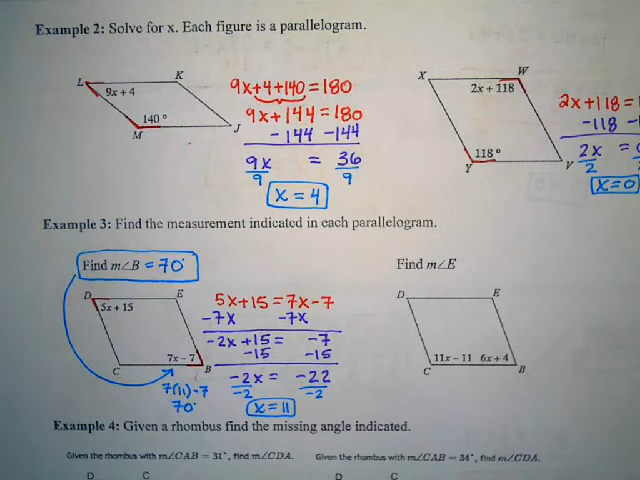 Example 2: Solve for x. Each figure is a parallelogram.
L
K
9x + 4
140 °
M
J
9x+4+140 = 180
9x+144 = 180
-144 -144
9x = 36
9 9
x = 4
X
W
2x + 118
118 °
Y
V
2x+118 =
-118 -
2x =
2
x=0
Example 3: Find the measurement indicated in each parallelogram.
Find m∠B = 70°
D
E
5x + 15
7x - 7
C
B
7(11)-7
70°
5x+15 = 7x-7
-7x -7x
-2x+15 = -7
-15 -15
-2x = -22
-2 -2
x = 11
Find m∠E
D
E
11x - 11 6x + 4
C
B
Example 4: Given a rhombus find the missing angle indicated.
Given the rhombus with m∠CAB = 31°, find m∠CDA.
Given the rhombus with m∠CAB = 34°, find m∠CDA.
D C
D C